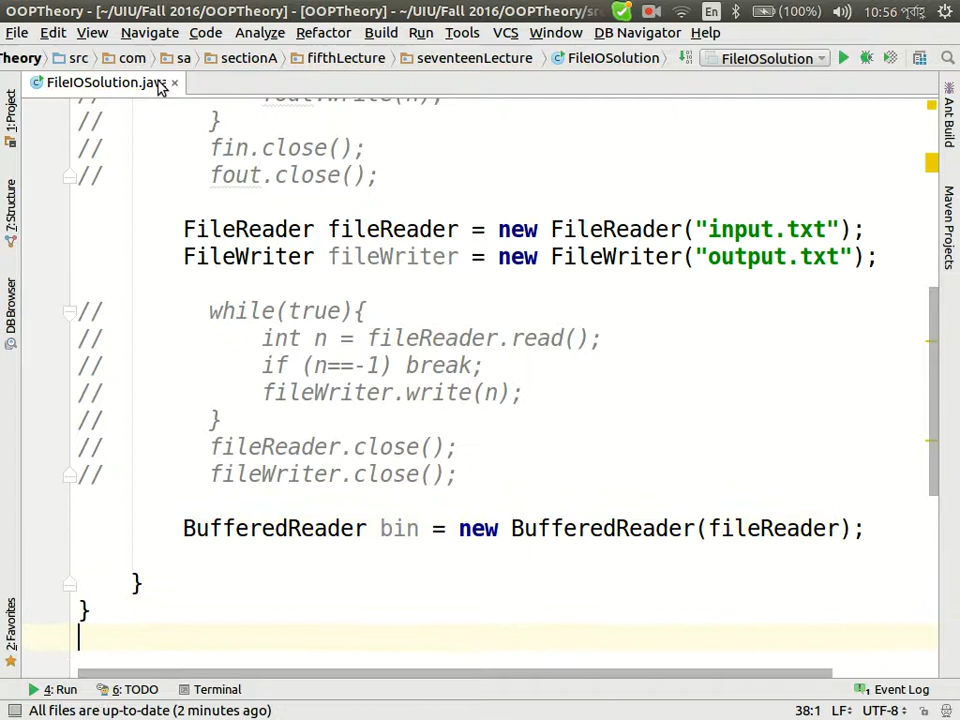 OOPTheory) - [~/UIU/Fall 2016/OOPTheory] - [OOPTheory] - [~/UIU/Fall 2016/OOPTheory/sr En (100%) 10:56 পূর্বাহ্ণ
File Edit View Navigate Code Analyze Refactor Build Run Tools VCS Window DB Navigator Help
Theory src com sa sectionA fifthLecture seventeenLecture FileIOSolution FileIOSolution
FileIOSolution.java
1: Project
7: Structure
DB Browser
2: Favorites
Ant Build
Maven Projects
// fout.write(n);
// }
// fin.close();
// fout.close();
FileReader fileReader = new FileReader("input.txt");
FileWriter fileWriter = new FileWriter("output.txt");
// while(true){
// int n = fileReader.read();
// if (n==-1) break;
// fileWriter.write(n);
// }
// fileReader.close();
// fileWriter.close();
BufferedReader bin = new BufferedReader(fileReader);
}
}
4: Run 6: TODO Terminal 1 Event Log
All files are up-to-date (2 minutes ago) 38:1 LF UTF-8